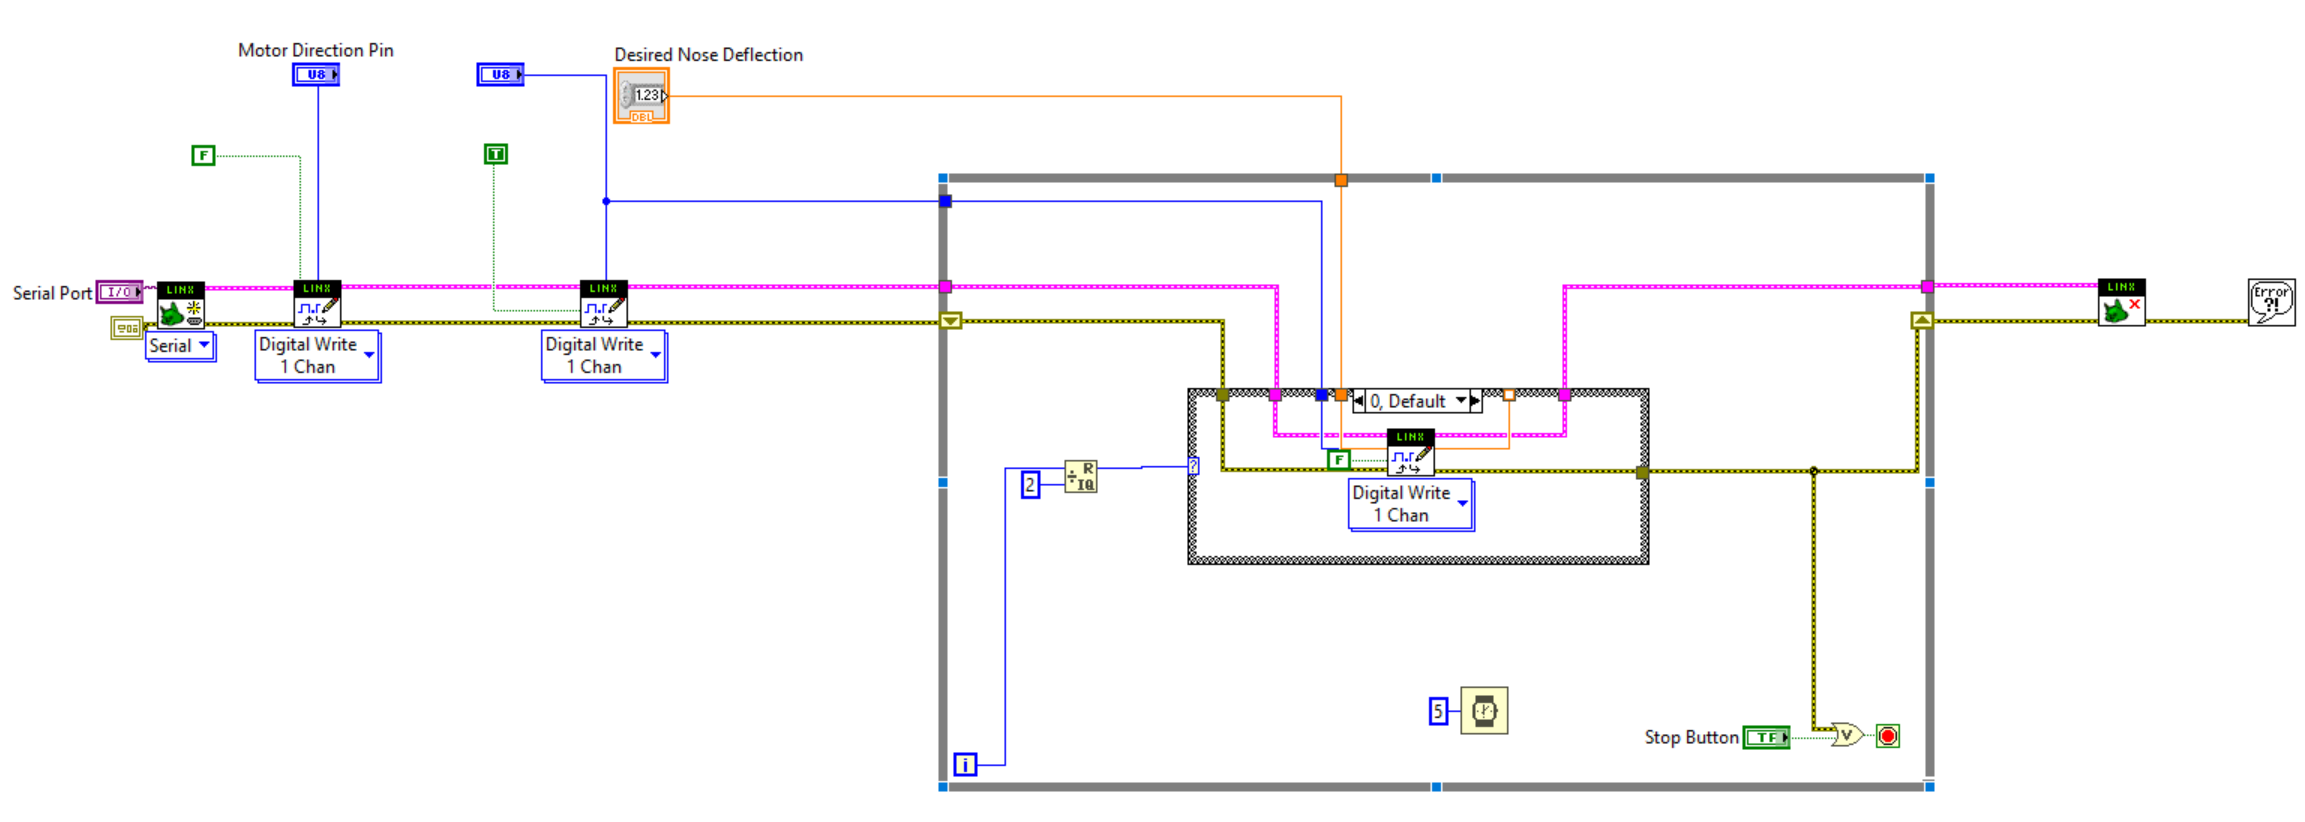 Motor Direction Pin
U8
U8
Desired Nose Deflection
1.23
DBL
F
T
Serial Port
I/O
LINX
LINX
LINX
LINX
Error
?!
Serial
Digital Write
1 Chan
Digital Write
1 Chan
0, Default
LINX
F
?
R
IQ
2
Digital Write
1 Chan
5
Stop Button
TF
V
i